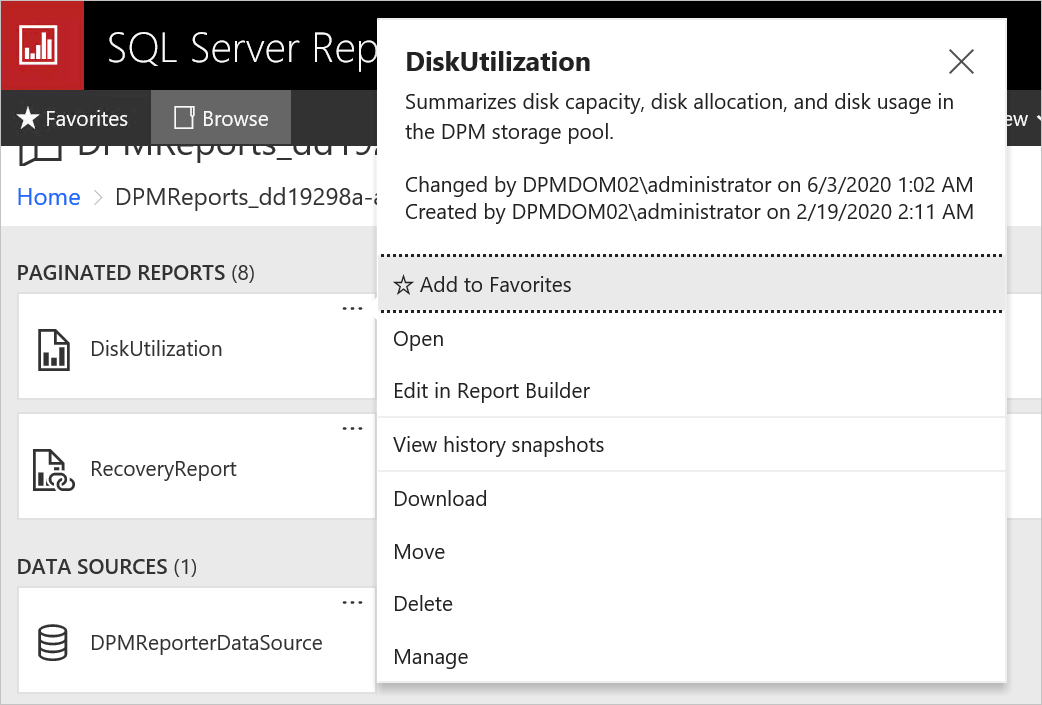 SQL Server Rep
Favorites
Browse
ew
DPMReports_dd192
Home > DPMReports_dd19298a-a
DiskUtilization
Summarizes disk capacity, disk allocation, and disk usage in
the DPM storage pool.
Changed by DPMDOM02\administrator on 6/3/2020 1:02 AM
Created by DPMDOM02\administrator on 2/19/2020 2:11 AM
Add to Favorites
Open
Edit in Report Builder
View history snapshots
Download
Move
Delete
Manage
PAGINATED REPORTS (8)
DiskUtilization
RecoveryReport
DATA SOURCES (1)
DPMReporterDataSource